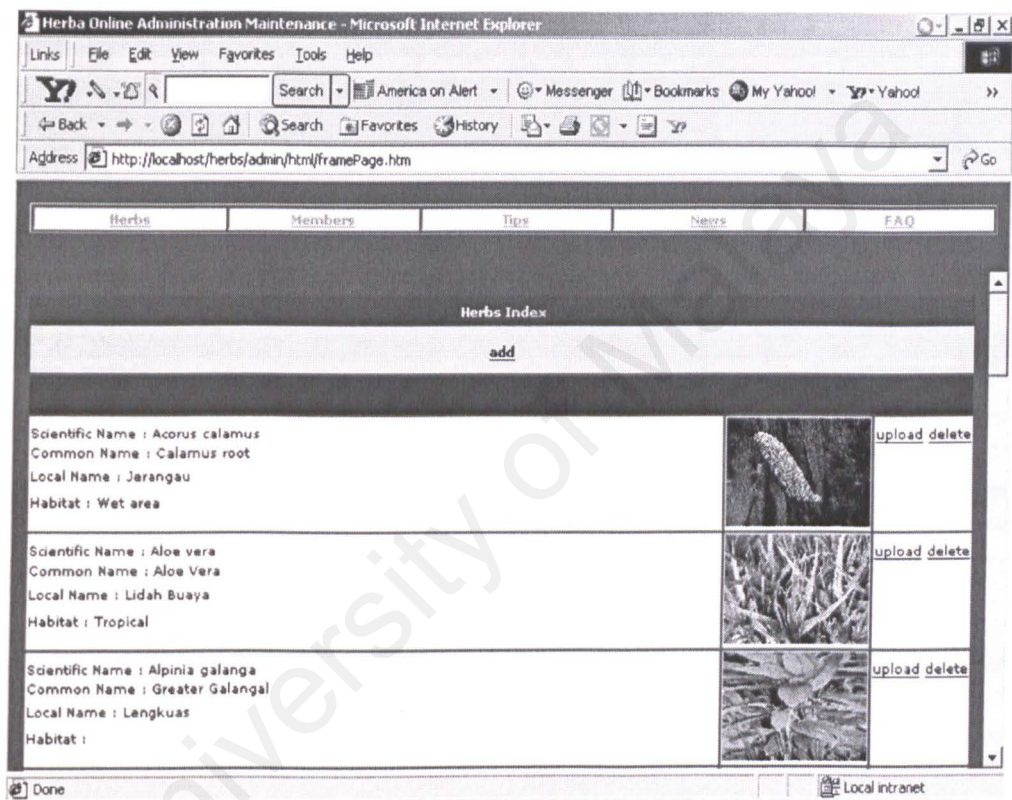 Herba Online Administration Maintenance - Microsoft Internet Explorer
Links File Edit View Favorites Tools Help
Y? Search America on Alert Messenger Bookmarks My Yahoo! Y? Yahoo! »
Back Search Favorites History Y?
Address http://localhost/herbs/admin/html/framePage.htm Go
Herbs Members Tips News FAQ
Herbs Index
add
Scientific Name : Acorus calamus
Common Name : Calamus root
Local Name : Jerangau
Habitat : Wet area
upload delete
Scientific Name : Aloe vera
Common Name : Aloe Vera
Local Name : Lidah Buaya
Habitat : Tropical
upload delete
Scientific Name : Alpinia galanga
Common Name : Greater Galangal
Local Name : Lengkuas
Habitat :
upload delete
Done Local intranet
University of Malaya